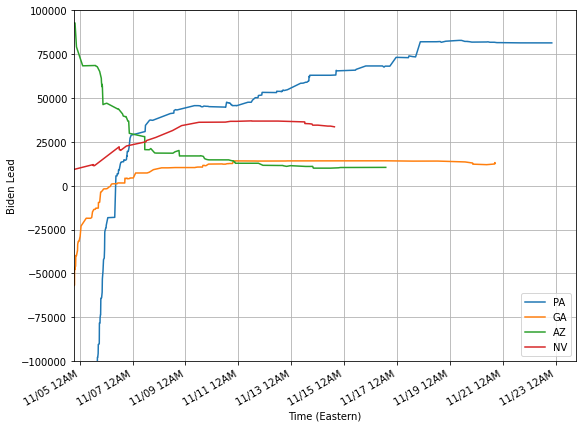 100000
75000
50000
25000
0
−25000
−50000
−75000
−100000
Biden Lead
11/05 12AM
11/07 12AM
11/09 12AM
11/11 12AM
11/13 12AM
11/15 12AM
11/17 12AM
11/19 12AM
11/21 12AM
11/23 12AM
Time (Eastern)
PA
GA
AZ
NV